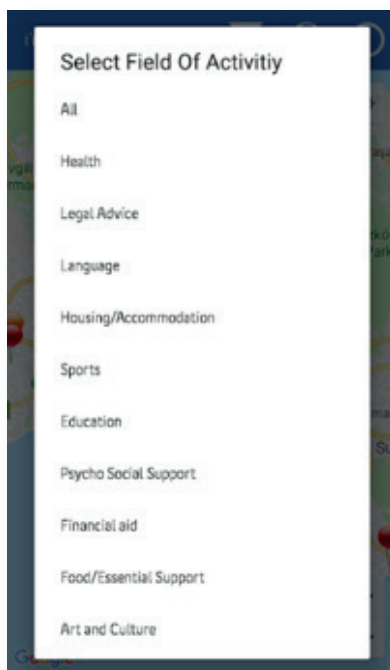 Select Field Of Activitiy
All
Health
Legal Advice
Language
Housing/Accommodation
Sports
Education
Psycho Social Support
Financial aid
Food/Essential Support
Art and Culture